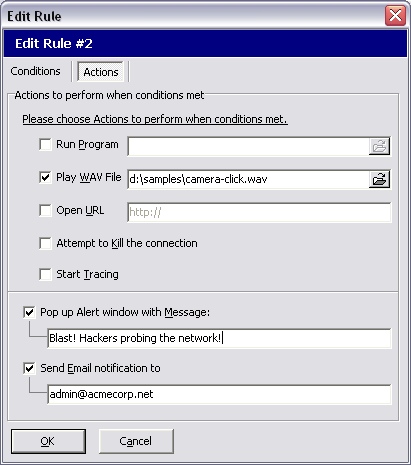 Edit Rule
Edit Rule #2
Conditions Actions
Actions to perform when conditions met
Please choose Actions to perform when conditions met.
Run Program
Play WAV File d:\samples\camera-click.wav
Open URL http://
Attempt to Kill the connection
Start Tracing
Pop up Alert window with Message:
Blast! Hackers probing the network!
Send Email notification to
admin@acmecorp.net
OK Cancel